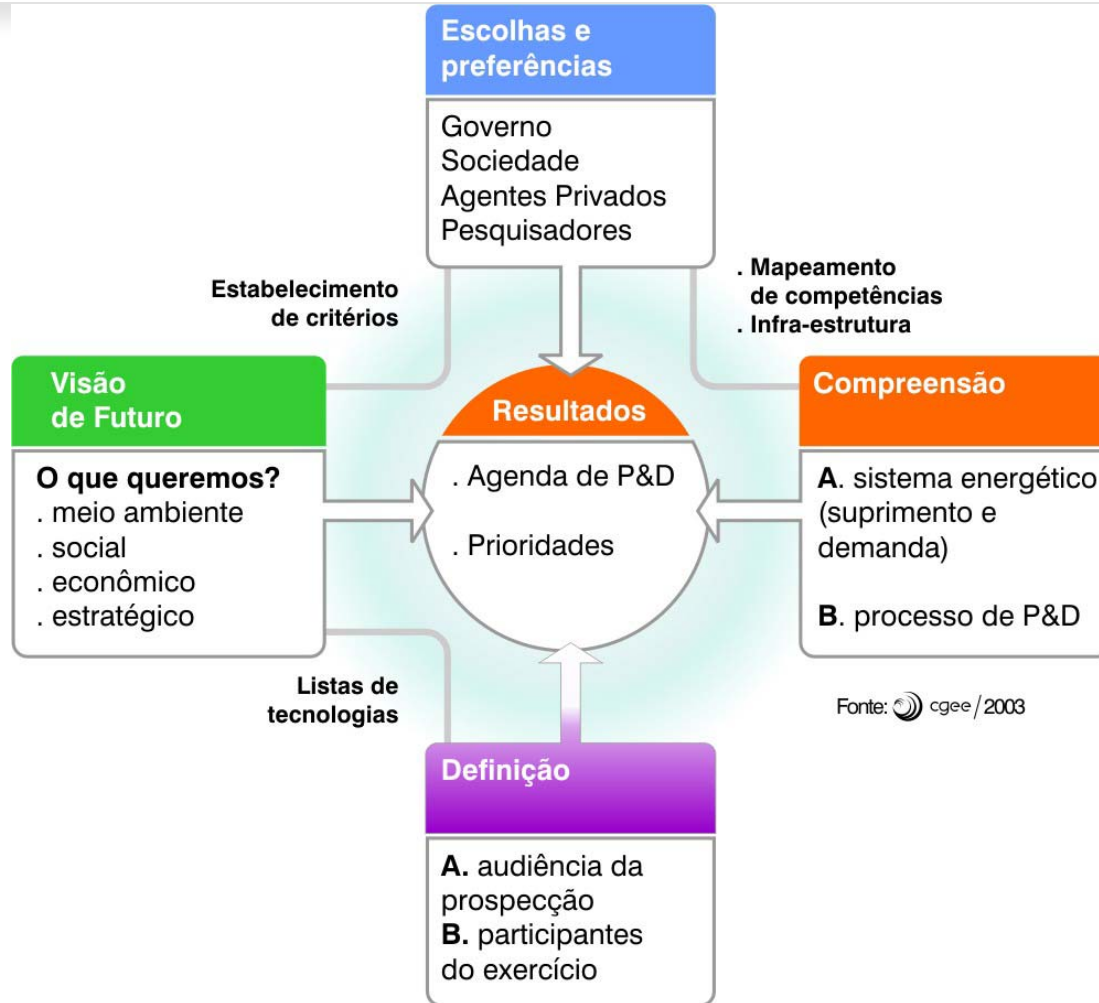 Escolhas e
preferências
Governo
Sociedade
Agentes Privados
Pesquisadores
Estabelecimento
de critérios
. Mapeamento
de competências
. Infra-estrutura
Visão
de Futuro
O que queremos?
. meio ambiente
. social
. econômico
. estratégico
Resultados
. Agenda de P&D
. Prioridades
Compreensão
A. sistema energético
(suprimento e
demanda)
B. processo de P&D
Listas de
tecnologias
Fonte: cgee/2003
Definição
A. audiência da
prospecção
B. participantes
do exercício